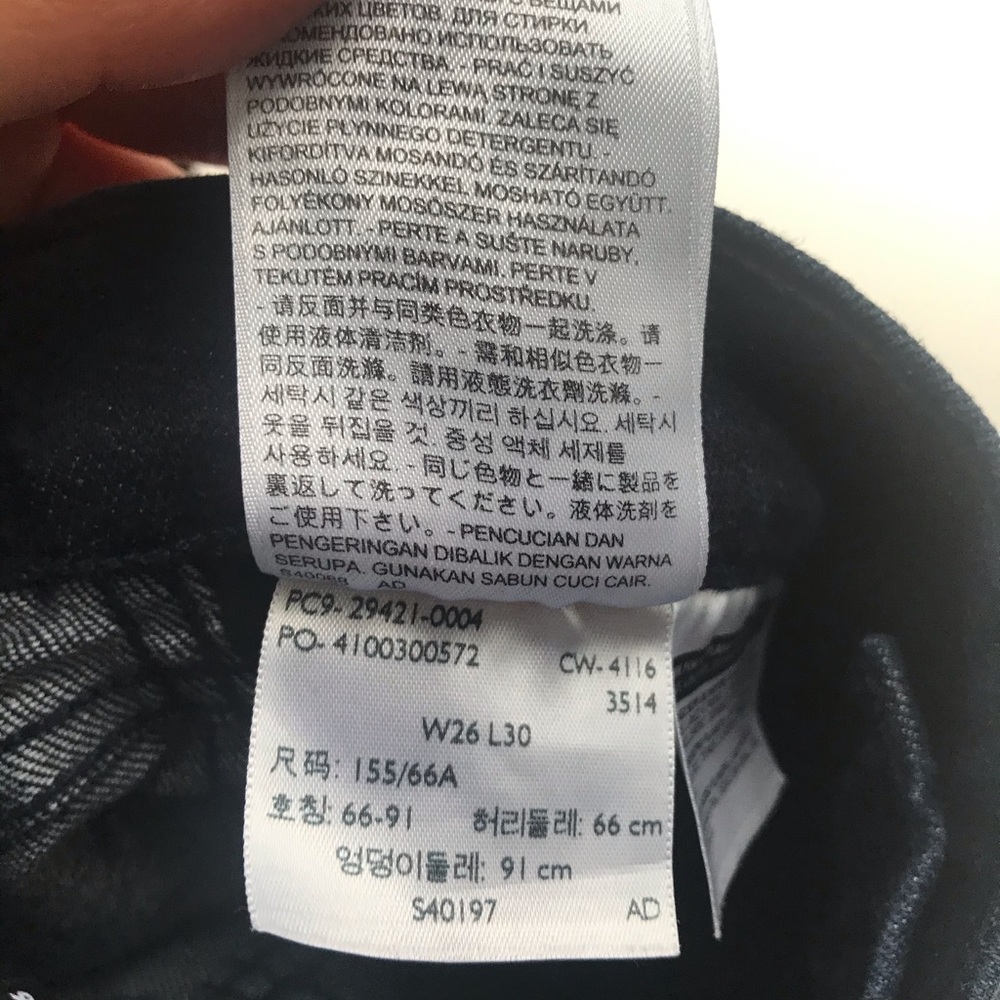 С ВЕЩАМИ
ЦВЕТОВ. ДЛЯ СТИРКИ
ИСПОЛЬЗОВАТЬ
ЖИДКИЕ СРЕДСТВА. - PRAĆ I SUSZYĆ
WYWRÓCONE NA LEWĄ STRONĘ Z
PODOBNYMI KOLORAMI. ZALECA SIĘ
UŻYCIE PŁYNNEGO DETERGENTU. -
KIFORDÍTVA MOSANDÓ ÉS SZÁRÍTANDÓ
HASONLÓ SZINEKKEL MOSHATÓ EGYÜTT.
FOLYÉKONY MOSÓSZER HASZNÁLATA
AJÁNLOTT. - PERTE A SUŠTE NARUBY.
S PODOBNÝMI BARVAMI. PERTE V
TEKUTÉM PRACÍM PROSTŘEDKU.
- 请反面并与同类色衣物一起洗涤。请
使用液体清洁剂。 - 需和相似色衣物一
同反面洗滌。請用液態洗衣劑洗滌。 -
세탁시 같은 색상끼리 하십시요. 세탁시
옷을 뒤집을 것. 중성 액체 세제를
사용하세요. - 同じ色物と一緒に製品を
裏返して洗ってください。液体洗剤を
ご使用下さい。 - PENCUCIAN DAN
PENGERINGAN DIBALIK DENGAN WARNA
SERUPA. GUNAKAN SABUN CUCI CAIR.
S40088 AD
PC9- 29421-0004
PO- 4100300572
CW- 4116
3514
W26 L30
尺码: 155/66A
호칭: 66-91 허리둘레: 66 cm
엉덩이둘레: 91 cm
S40197 AD